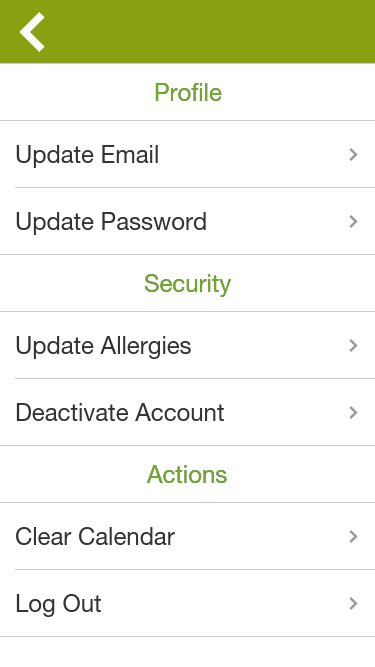 Profile
Update Email
Update Password
Security
Update Allergies
Deactivate Account
Actions
Clear Calendar
Log Out